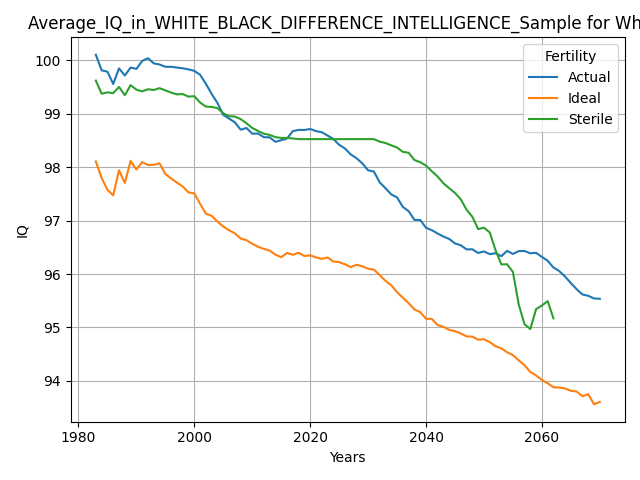 Average_IQ_in_WHITE_BLACK_DIFFERENCE_INTELLIGENCE_Sample for Wh
Fertility
Actual
Ideal
Sterile
IQ
100
99
98
97
96
95
94
1980 2000 2020 2040 2060
Years